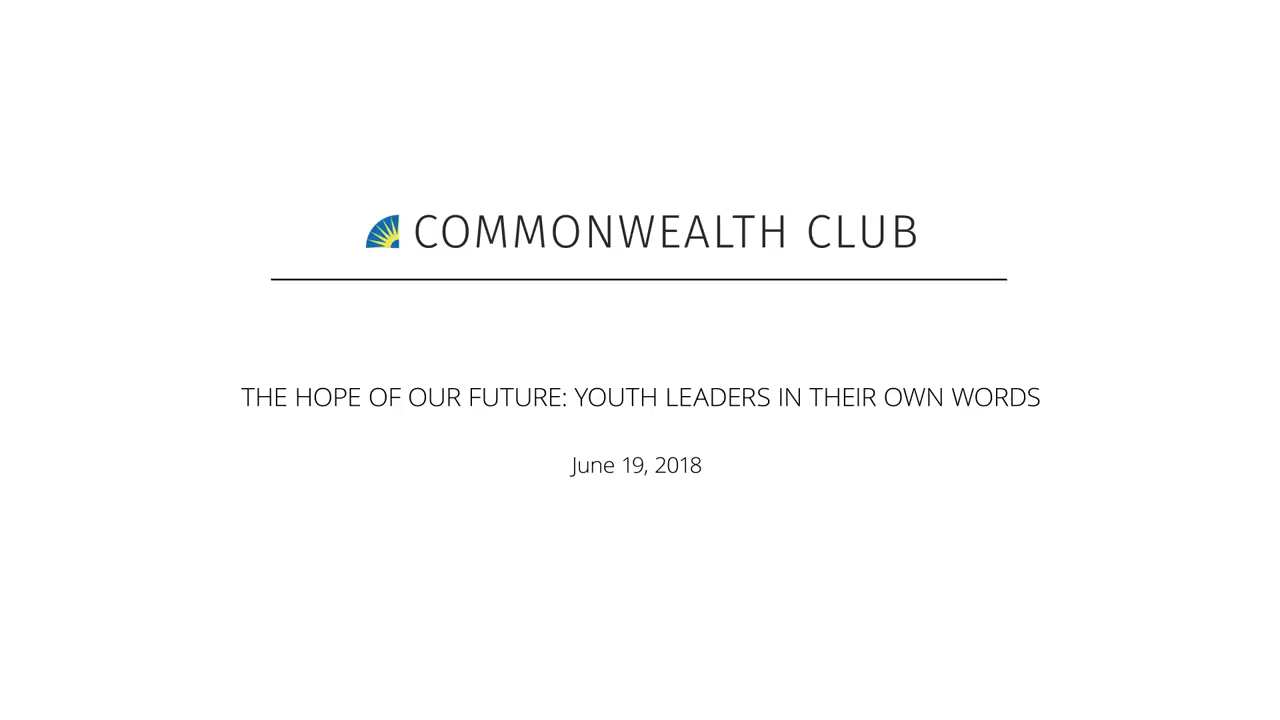 COMMONWEALTH CLUB
THE HOPE OF OUR FUTURE: YOUTH LEADERS IN THEIR OWN WORDS
June 19, 2018